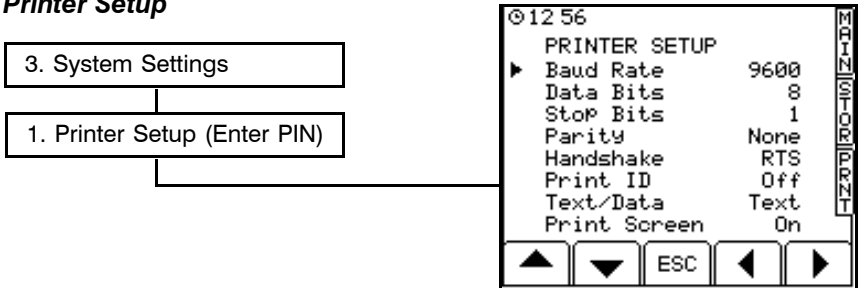 Printer Setup
3. System Settings
1. Printer Setup (Enter PIN)
12 56
PRINTER SETUP
Baud Rate 9600
Data Bits 8
Stop Bits 1
Parity None
Handshake RTS
Print ID Off
Text/Data Text
Print Screen On
ESC
MAIN
STOR
PRNT